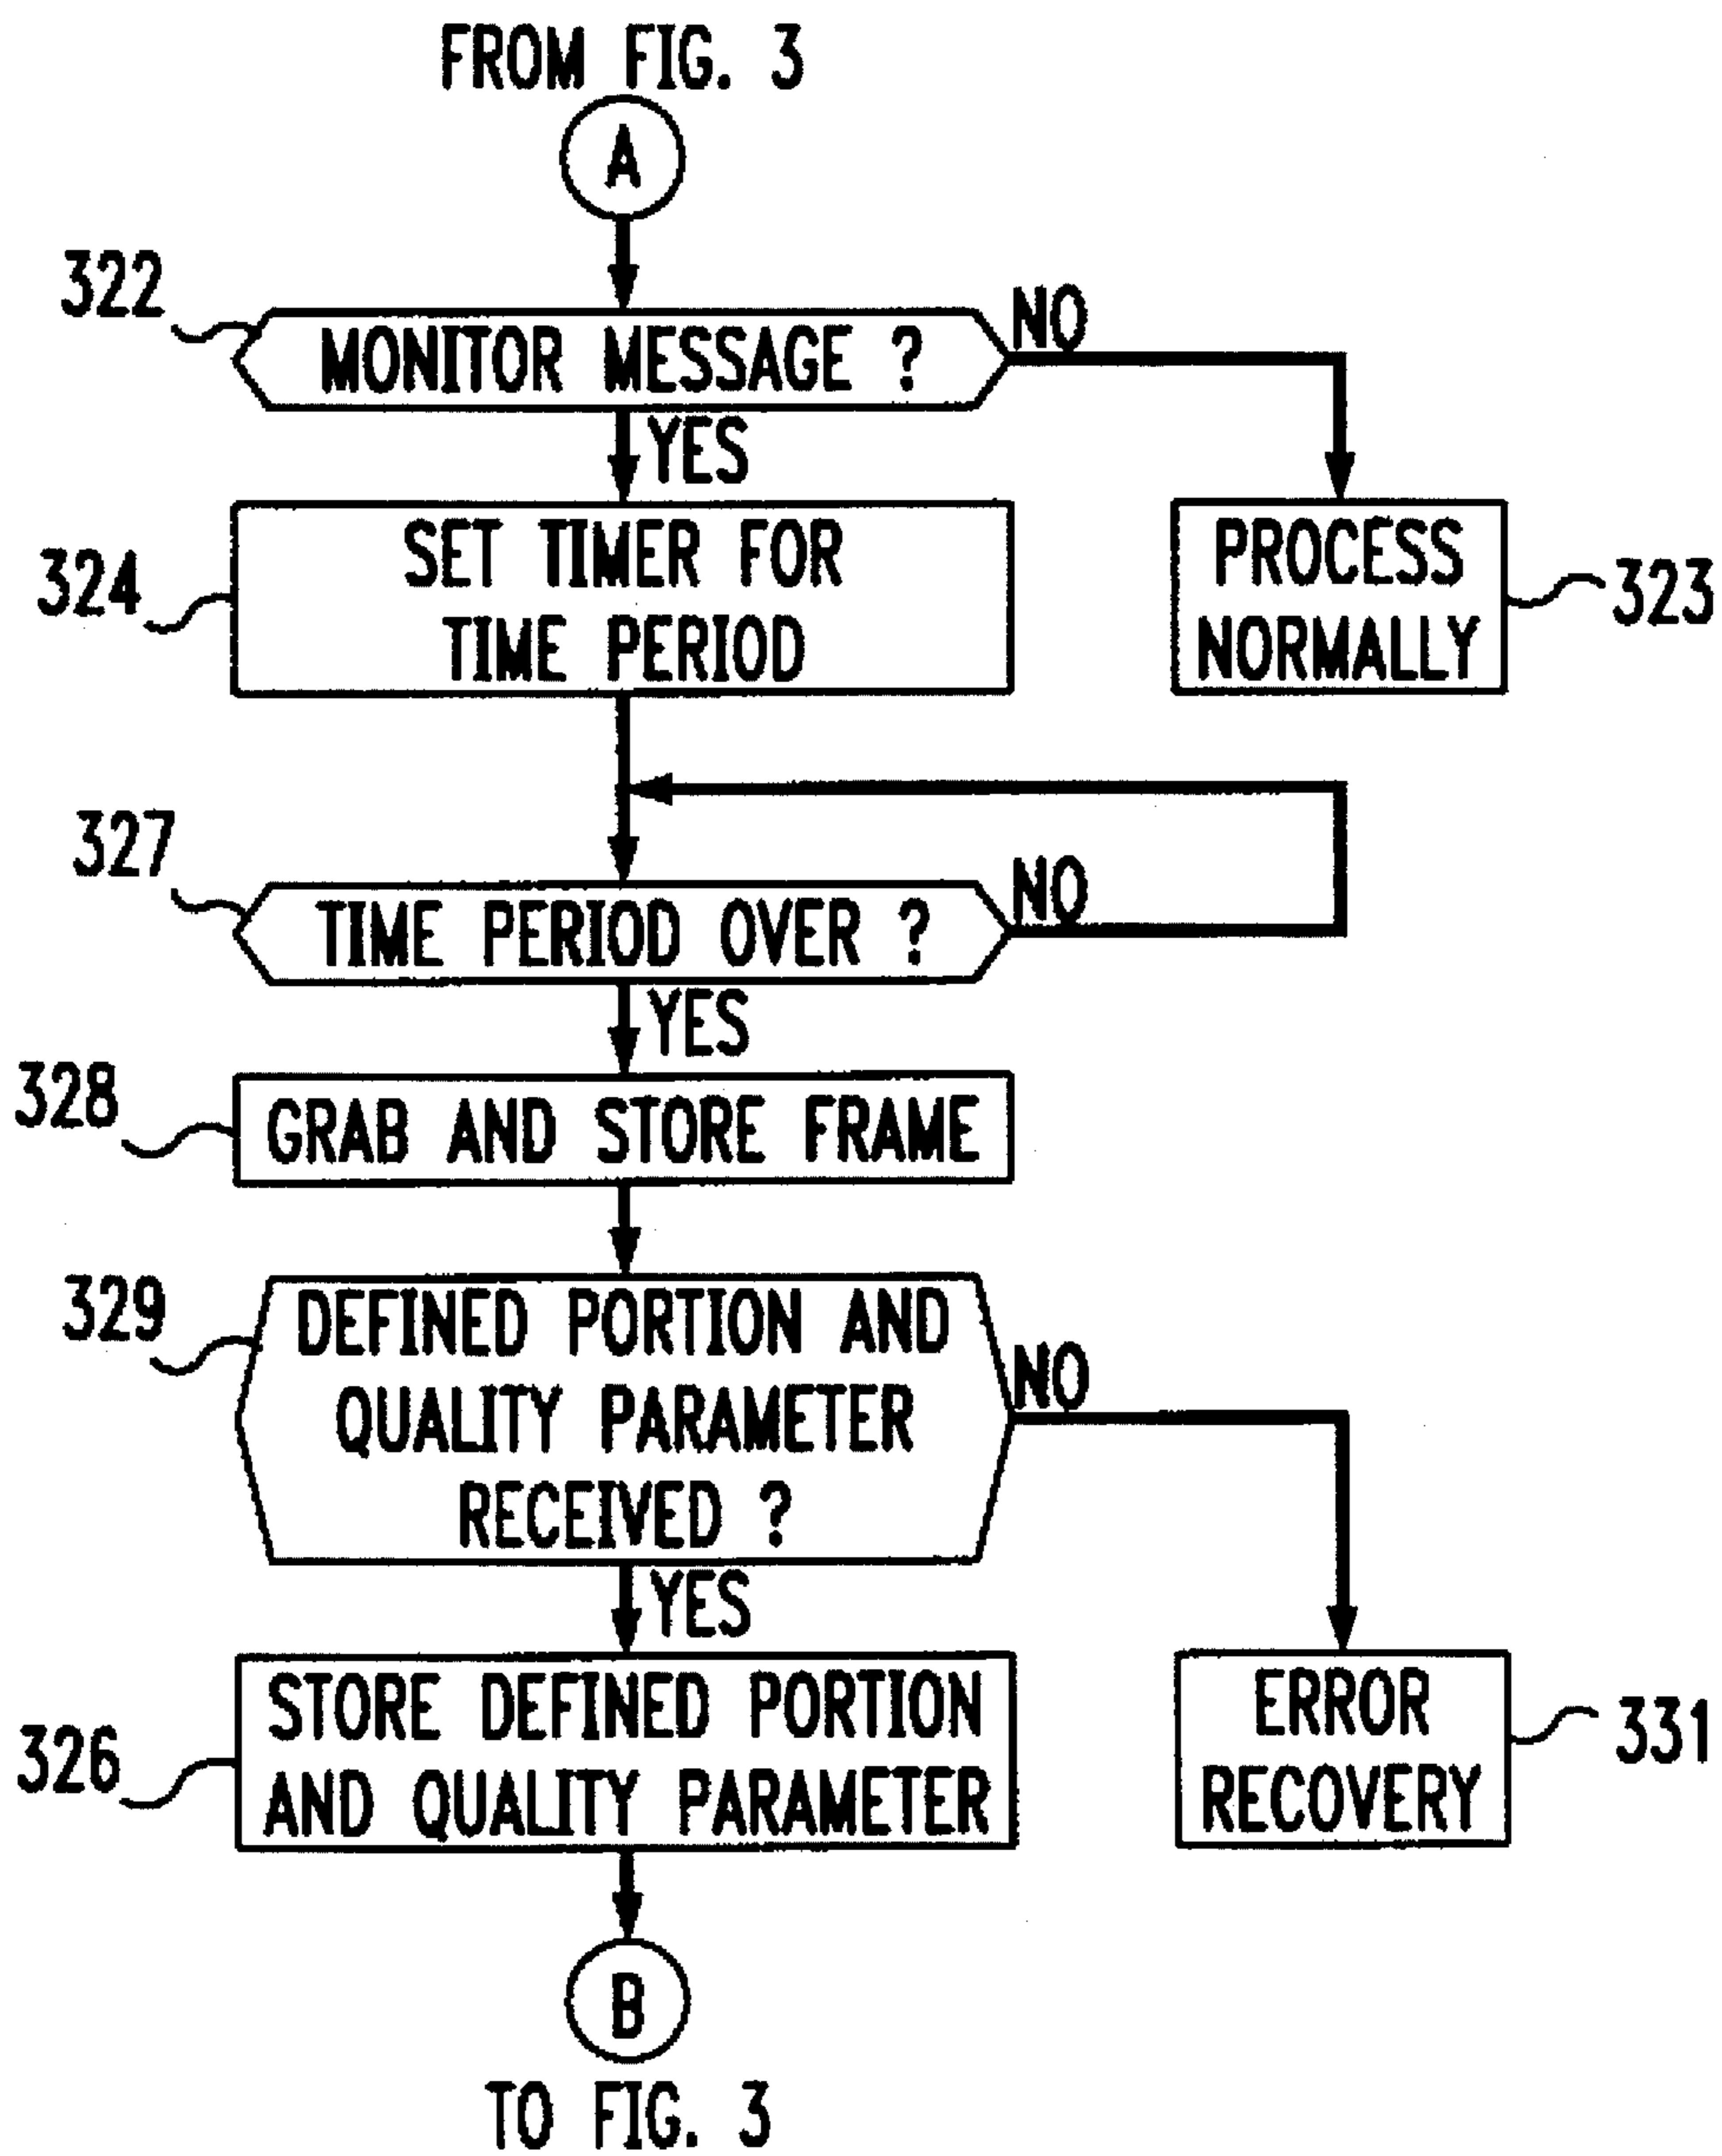 FROM FIG. 3
A
322
MONITOR MESSAGE ?
NO
YES
324
SET TIMER FOR
TIME PERIOD
PROCESS
NORMALLY
323
327
TIME PERIOD OVER ?
NO
YES
328
GRAB AND STORE FRAME
329
DEFINED PORTION AND
QUALITY PARAMETER
RECEIVED ?
NO
YES
326
STORE DEFINED PORTION
AND QUALITY PARAMETER
ERROR
RECOVERY
331
B
TO FIG. 3